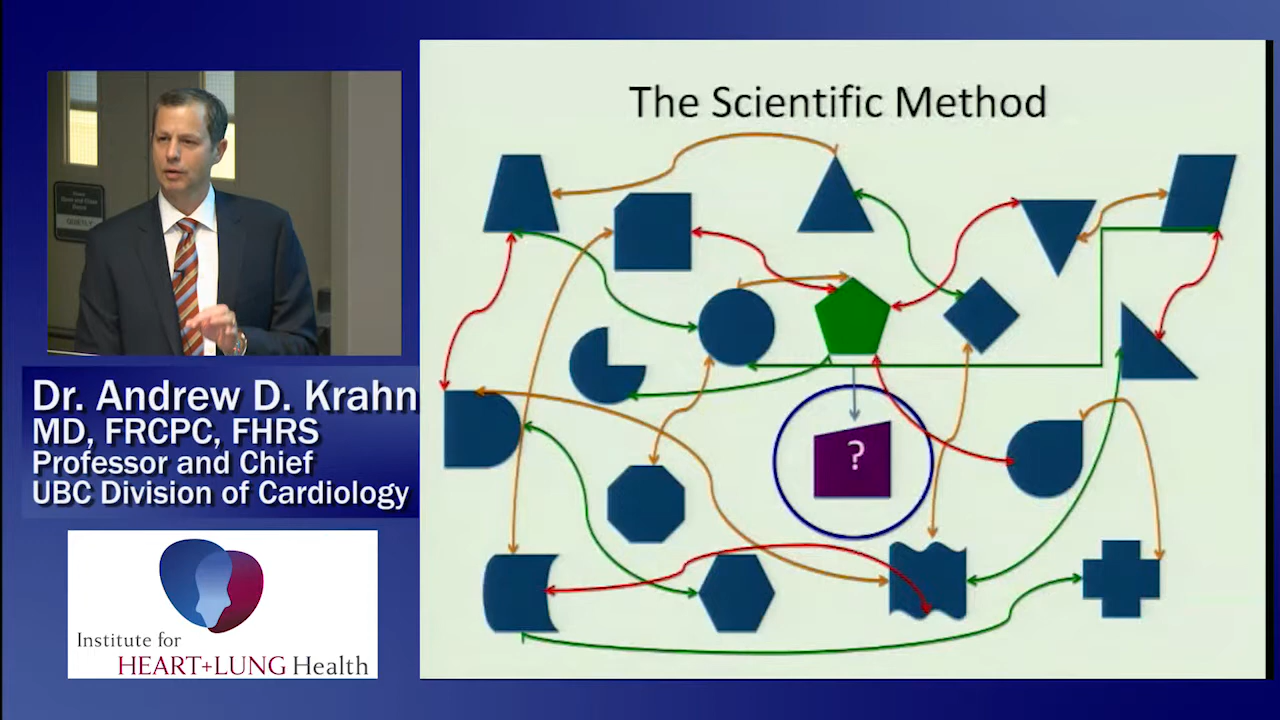 The Scientific Method
?
Dr. Andrew D. Krahn
MD, FRCPC, FHRS
Professor and Chief
UBC Division of Cardiology
Institute for
HEART+LUNG Health